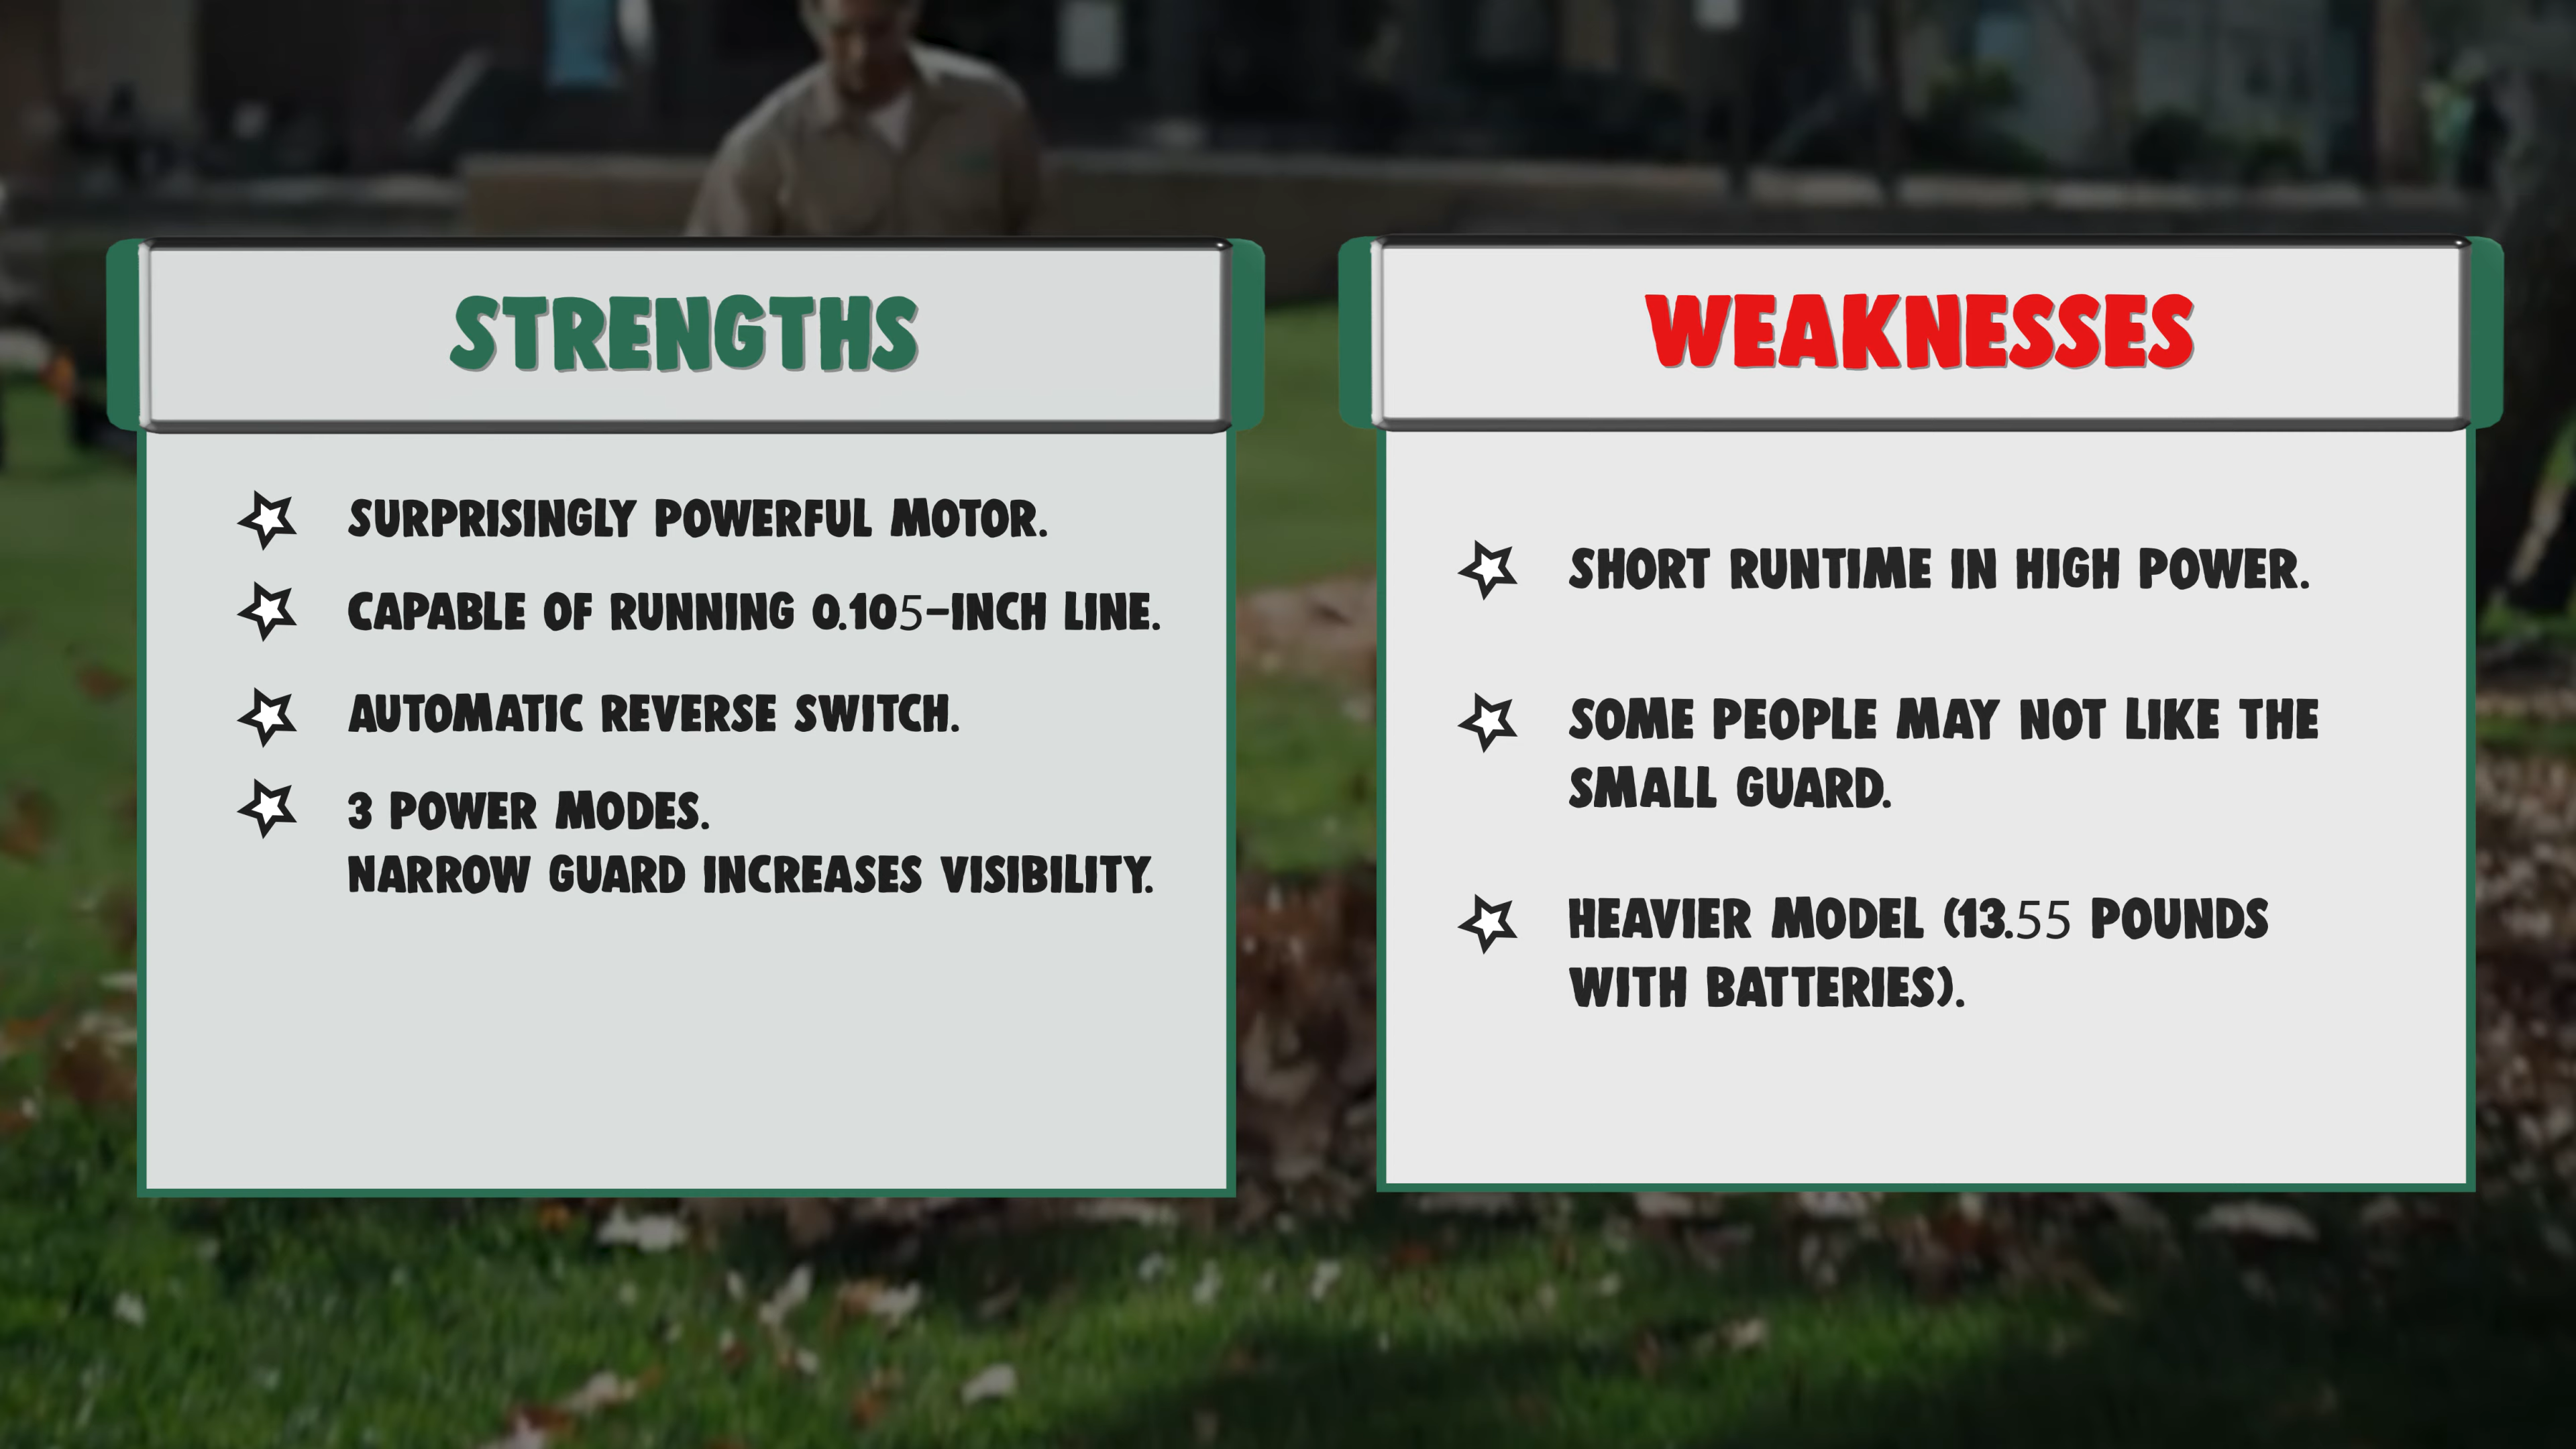 STRENGTHS
SURPRISINGLY POWERFUL MOTOR.
CAPABLE OF RUNNING 0.105-INCH LINE.
AUTOMATIC REVERSE SWITCH.
3 POWER MODES.
NARROW GUARD INCREASES VISIBILITY.
WEAKNESSES
SHORT RUNTIME IN HIGH POWER.
SOME PEOPLE MAY NOT LIKE THE
SMALL GUARD.
HEAVIER MODEL (13.55 POUNDS
WITH BATTERIES).